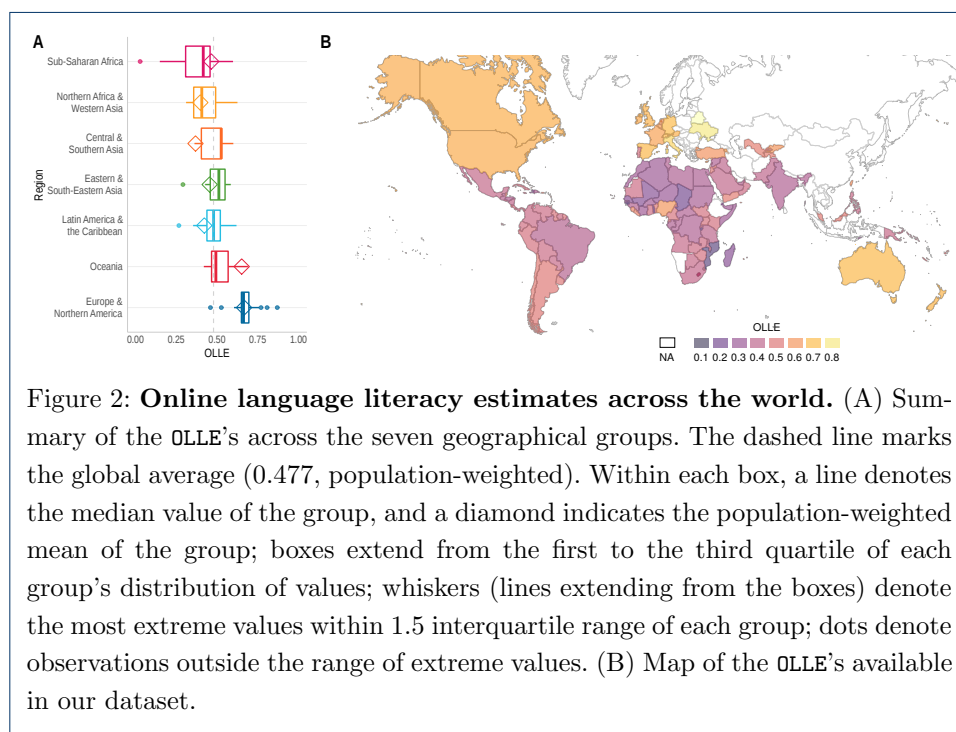 A
B
Region
Sub-Saharan Africa
Northern Africa &
Western Asia
Central &
Southern Asia
Eastern &
South-Eastern Asia
Latin America &
the Caribbean
Oceania
Europe &
Northern America
0.00 0.25 0.50 0.75 1.00
OLLE
OLLE
NA 0.1 0.2 0.3 0.4 0.5 0.6 0.7 0.8
Figure 2: Online language literacy estimates across the world. (A) Sum-
mary of the OLLE's across the seven geographical groups. The dashed line marks
the global average (0.477, population-weighted). Within each box, a line denotes
the median value of the group, and a diamond indicates the population-weighted
mean of the group; boxes extend from the first to the third quartile of each
group's distribution of values; whiskers (lines extending from the boxes) denote
the most extreme values within 1.5 interquartile range of each group; dots denote
observations outside the range of extreme values. (B) Map of the OLLE's available
in our dataset.